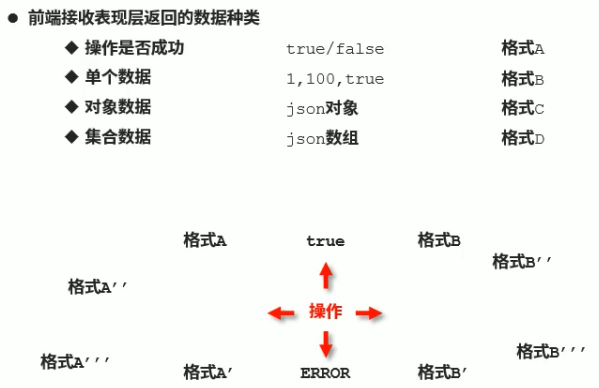 ● 前端接收表现层返回的数据种类
◆ 操作是否成功 true/false 格式A
◆ 单个数据 1,100,true 格式B
◆ 对象数据 json对象 格式C
◆ 集合数据 json数组 格式D
格式A true 格式B
格式B’’
格式A’’
操作
格式B’’’
格式A’’’
格式A’ ERROR 格式B’